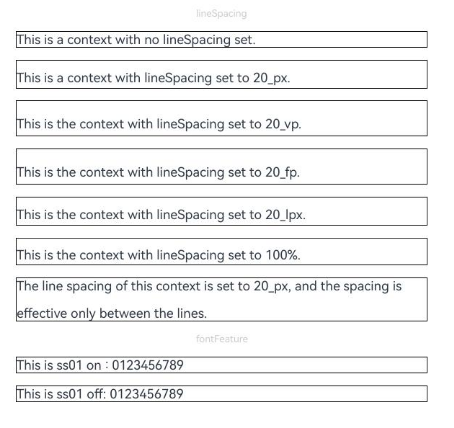 lineSpacing
This is a context with no lineSpacing set.
This is a context with lineSpacing set to 20_px.
This is the context with lineSpacing set to 20_vp.
This is the context with lineSpacing set to 20_fp.
This is the context with lineSpacing set to 20_lpx.
This is the context with lineSpacing set to 100%.
The line spacing of this context is set to 20_px, and the spacing is
effective only between the lines.
fontFeature
This is ss01 on : 0123456789
This is ss01 off: 0123456789